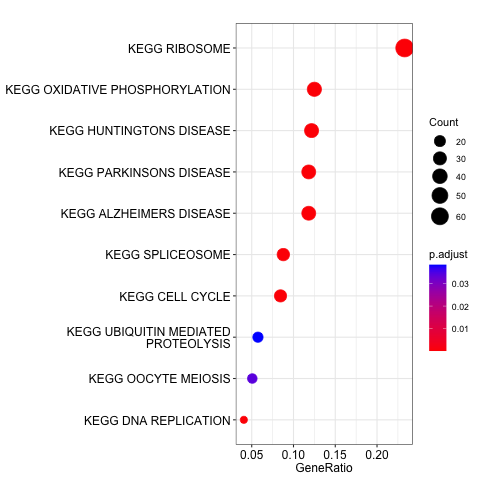 KEGG RIBOSOME
KEGG OXIDATIVE PHOSPHORYLATION
KEGG HUNTINGTONS DISEASE
KEGG PARKINSONS DISEASE
KEGG ALZHEIMERS DISEASE
KEGG SPLICEOSOME
KEGG CELL CYCLE
KEGG UBIQUITIN MEDIATED
PROTEOLYSIS
KEGG OOCYTE MEIOSIS
KEGG DNA REPLICATION
0.05 0.10 0.15 0.20
GeneRatio
Count
20
30
40
50
60
p.adjust
0.03
0.02
0.01